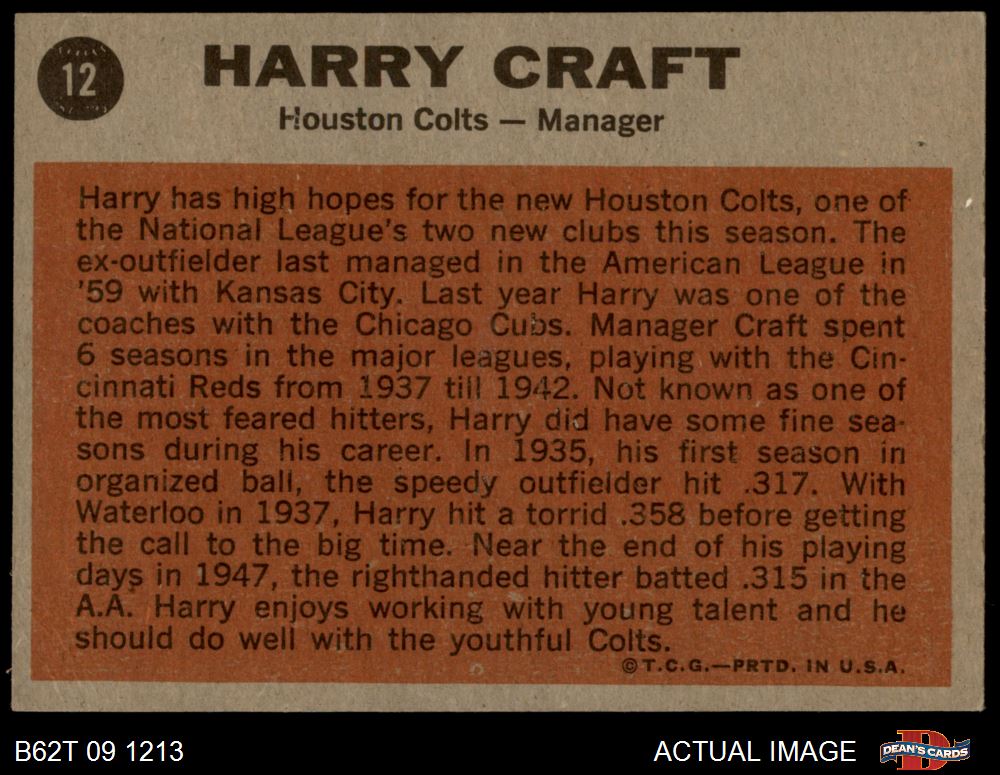 12
HARRY CRAFT
Houston Colts — Manager
Harry has high hopes for the new Houston Colts, one of
the National League's two new clubs this season. The
ex-outfielder last managed in the American League in
'59 with Kansas City. Last year Harry was one of the
coaches with the Chicago Cubs. Manager Craft spent
6 seasons in the major leagues, playing with the Cin-
cinnati Reds from 1937 till 1942. Not known as one of
the most feared hitters, Harry did have some fine sea-
sons during his career. In 1935, his first season in
organized ball, the speedy outfielder hit .317. With
Waterloo in 1937, Harry hit a torrid .358 before getting
the call to the big time. Near the end of his playing
days in 1947, the righthanded hitter batted .315 in the
A.A. Harry enjoys working with young talent and he
should do well with the youthful Colts.
©T.C.G.—PRTD. IN U.S.A.
B62T 09 1213
ACTUAL IMAGE
D
DEAN'S CARDS